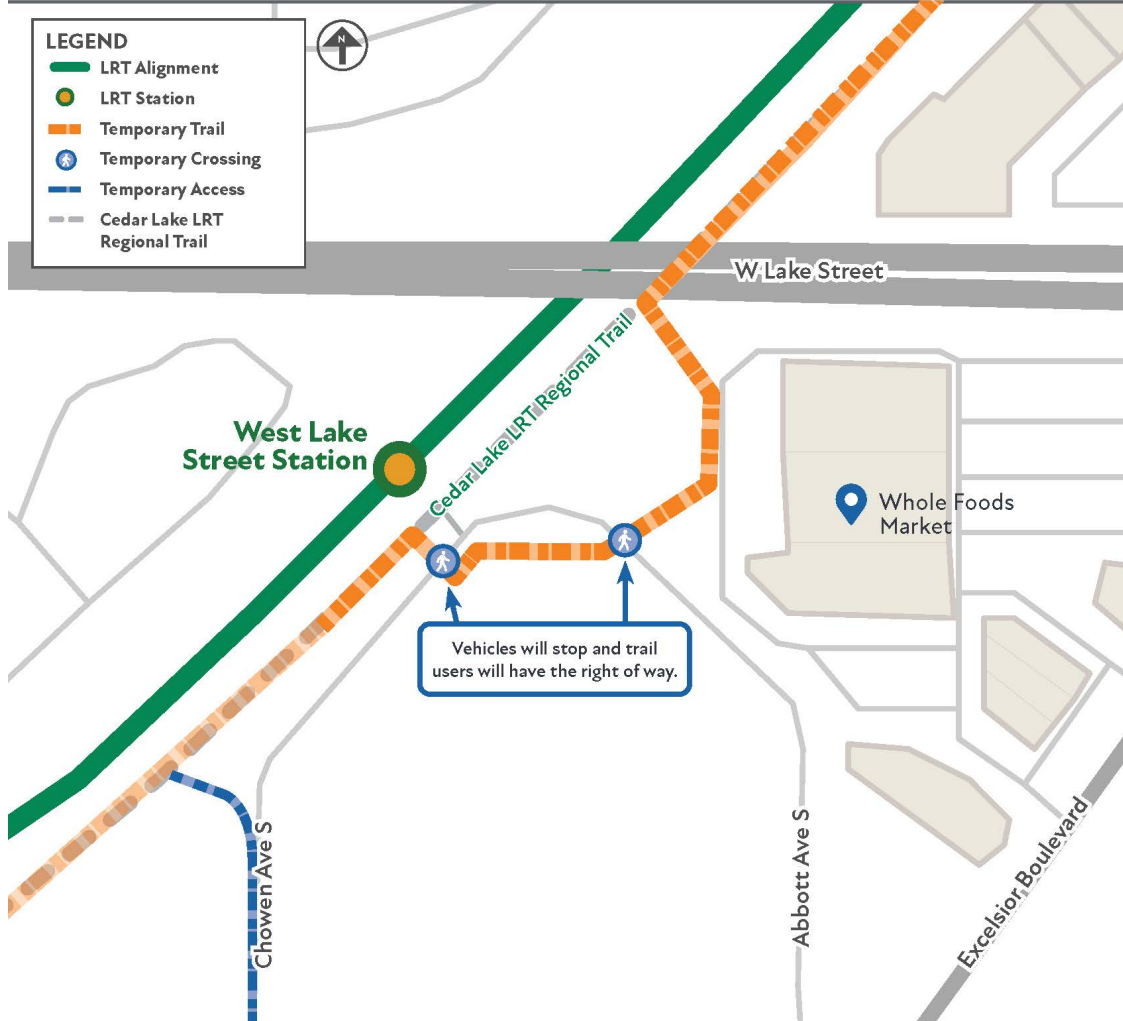 LEGEND
LRT Alignment
LRT Station
Temporary Trail
Temporary Crossing
Temporary Access
Cedar Lake LRT
Regional Trail
N
W Lake Street
Cedar Lake LRT Regional Trail
West Lake
Street Station
Whole Foods
Market
Vehicles will stop and trail
users will have the right of way.
Chowen Ave S
Abbott Ave S
Excelsior Boulevard